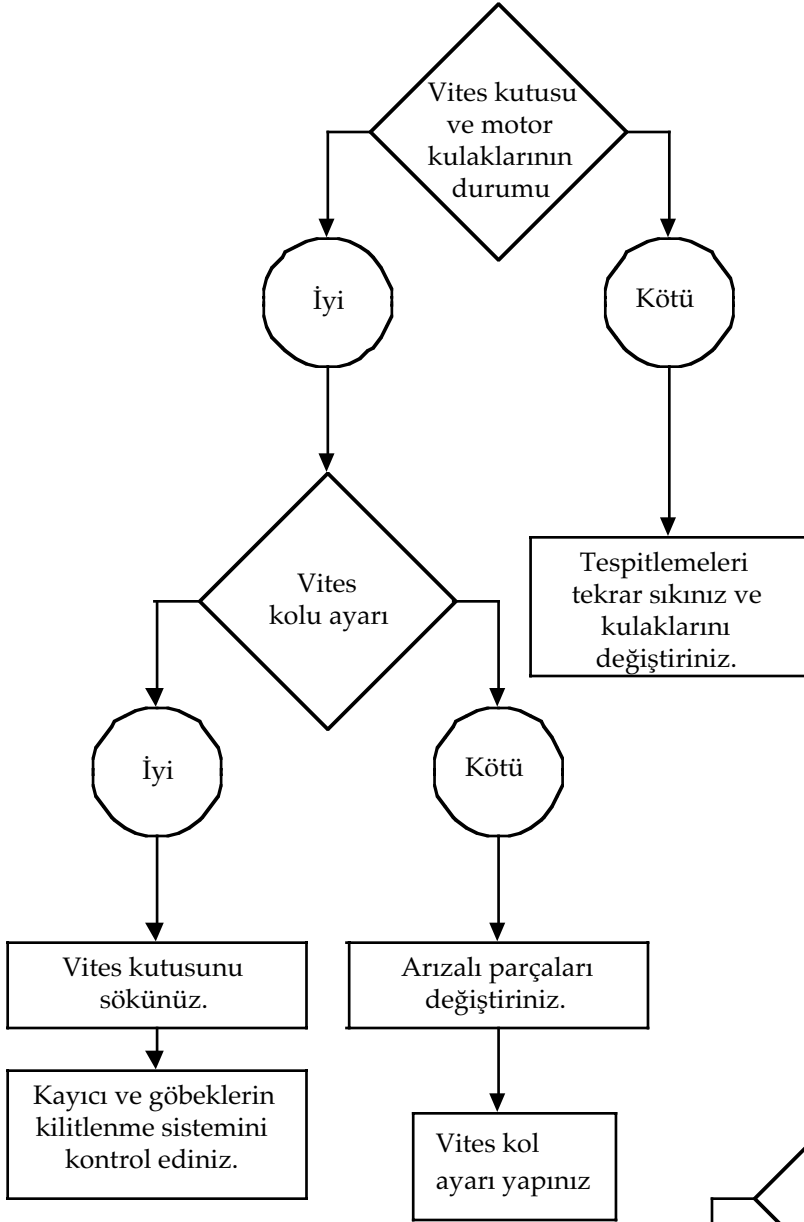 Vites kutusu
ve motor
kulaklarının
durumu
İyi
Kötü
Tespitlemeleri
tekrar sıkınız ve
kulaklarını
değiştiriniz.
Vites
kolu ayarı
İyi
Kötü
Vites kutusunu
sökünüz.
Arızalı parçaları
değiştiriniz.
Kayıcı ve göbeklerin
kilitlenme sistemini
kontrol ediniz.
Vites kol
ayarı yapınız